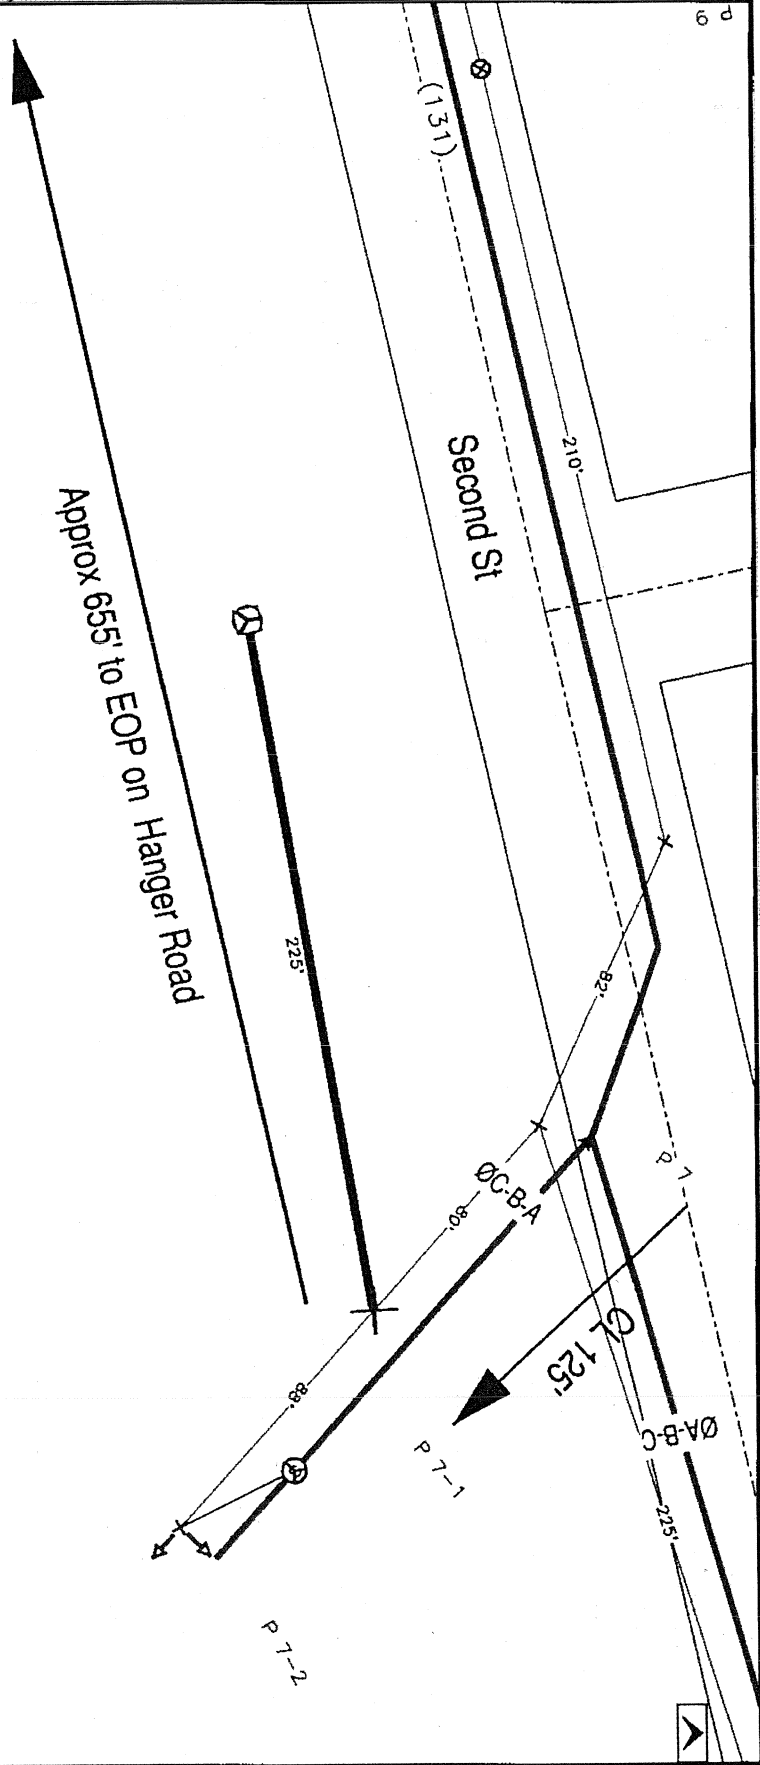 P 6
(131)
210'
Second St
Approx 655' to EOP on Hanger Road
225'
82'
P 7
ØC-B-A
80'
CL 125'
ØA-B-C
88'
P 7-1
225'
P 7-2